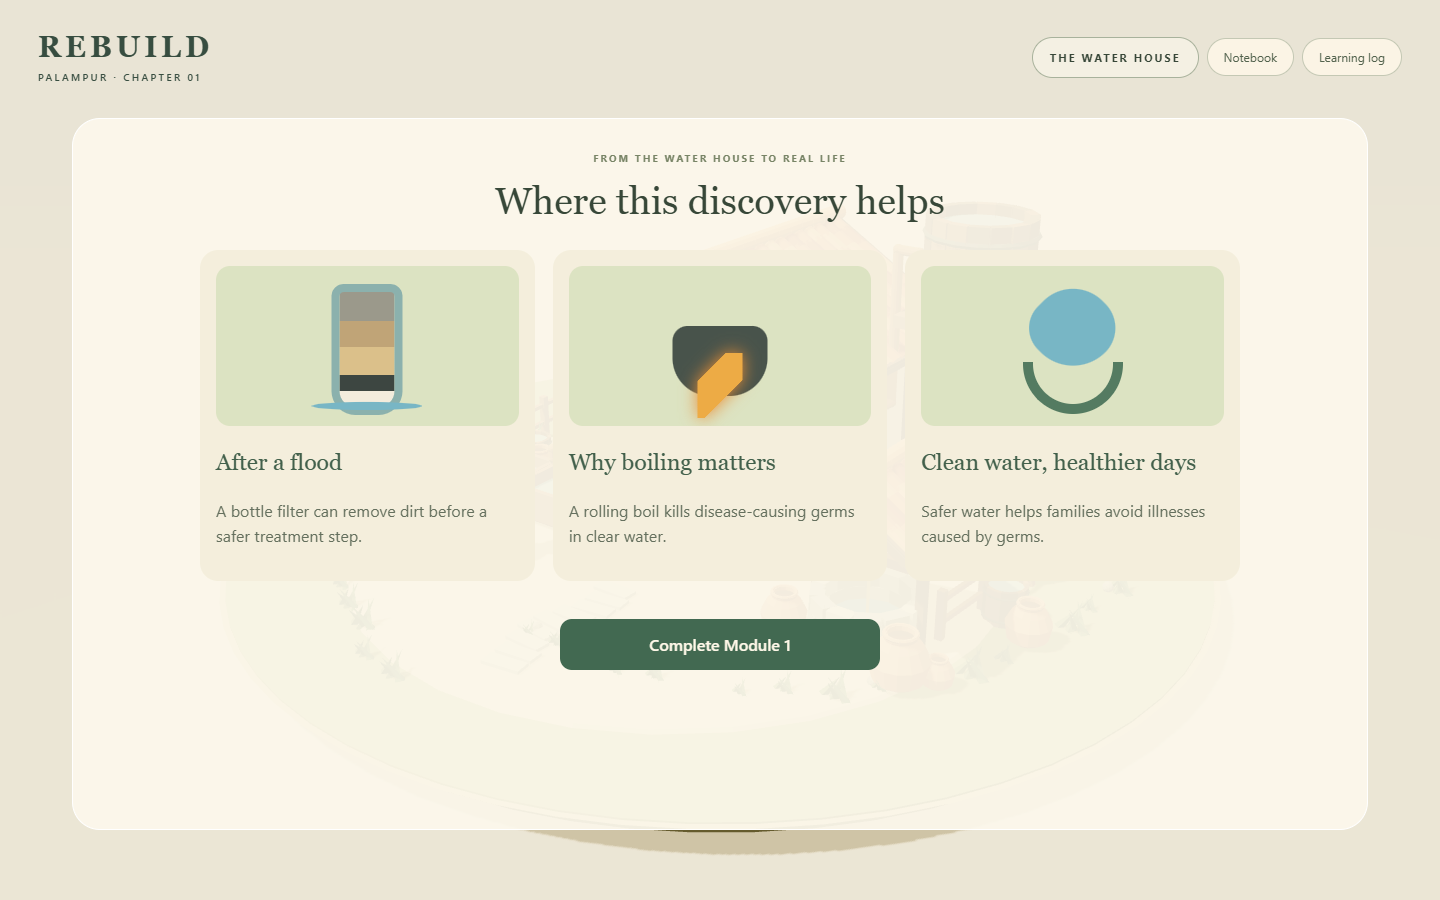 REBUILD
PALAMPUR · CHAPTER 01
THE WATER HOUSE
Notebook
Learning log
FROM THE WATER HOUSE TO REAL LIFE
Where this discovery helps
After a flood
A bottle filter can remove dirt before a
safer treatment step.
Why boiling matters
A rolling boil kills disease-causing germs
in clear water.
Clean water, healthier days
Safer water helps families avoid illnesses
caused by germs.
Complete Module 1